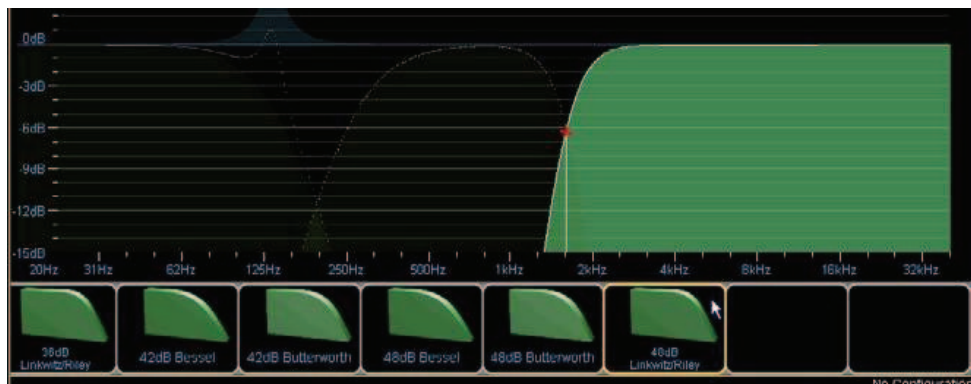 0dB
-3dB
-6dB
-9dB
-12dB
-15dB
20Hz 31Hz 62Hz 125Hz 250Hz 500Hz 1kHz 2kHz 4kHz 8kHz 16kHz 32kHz
36dB
Linkwitz/Riley
42dB Bessel
42dB Butterworth
48dB Bessel
48dB Butterworth
48dB
Linkwitz/Riley
No Configuration